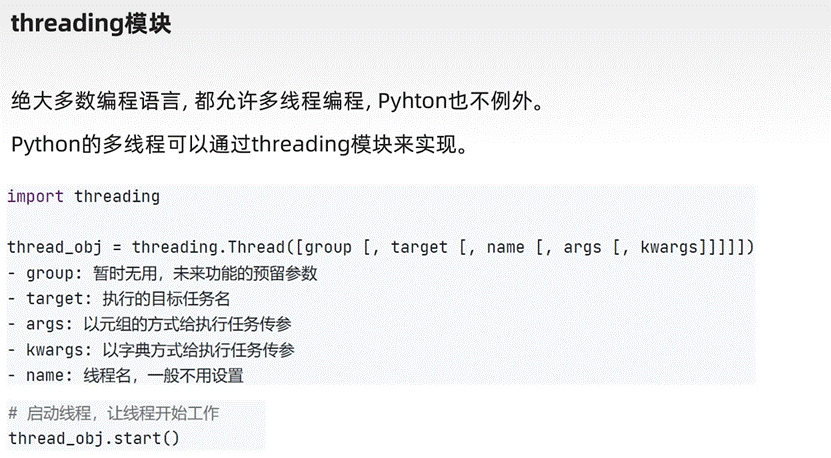 threading模块
绝大多数编程语言, 都允许多线程编程, Pyhton也不例外。
Python的多线程可以通过threading模块来实现。
import threading
thread_obj = threading.Thread([group [, target [, name [, args [, kwargs]]]]])
- group: 暂时无用，未来功能的预留参数
- target: 执行的目标任务名
- args: 以元组的方式给执行任务传参
- kwargs: 以字典方式给执行任务传参
- name: 线程名，一般不用设置
# 启动线程，让线程开始工作
thread_obj.start()